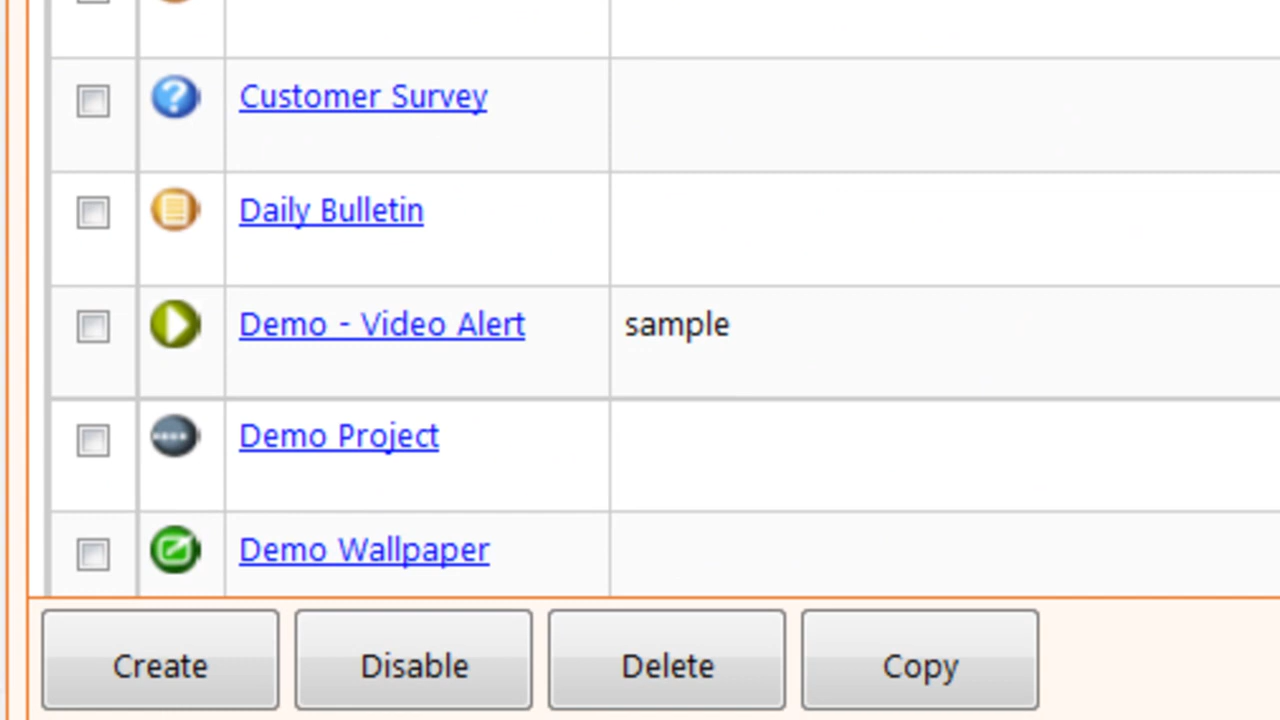 Customer Survey
Daily Bulletin
Demo - Video Alert sample
Demo Project
Demo Wallpaper
Create Disable Delete Copy